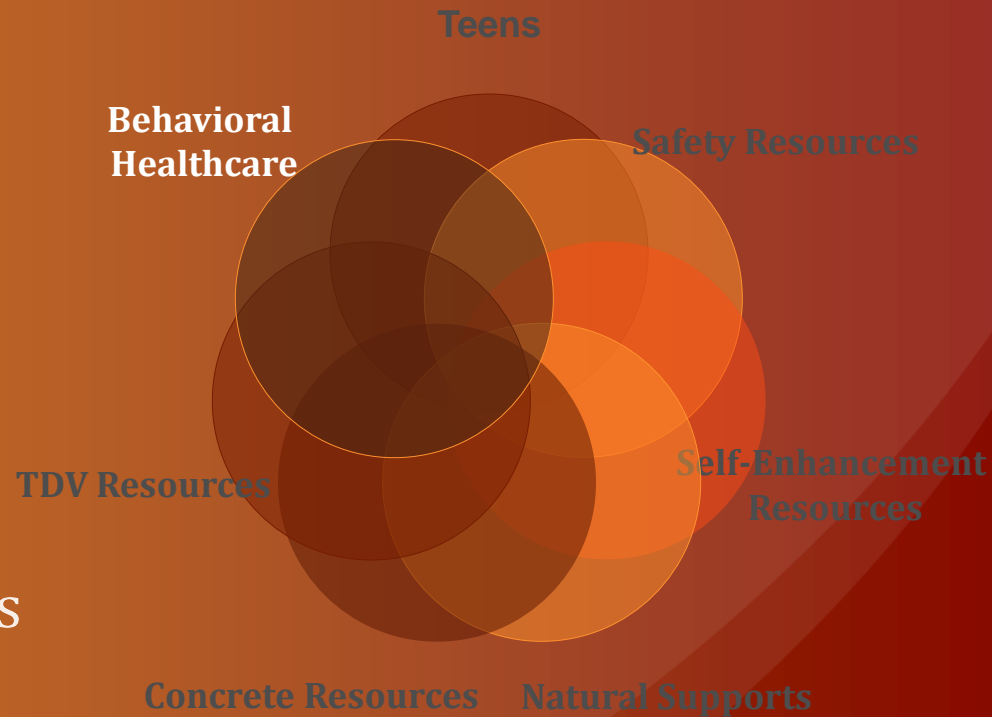 Teens
Behavioral
Healthcare
Safety Resources
Self-Enhancement
Resources
TDV Resources
s
Concrete Resources
Natural Supports